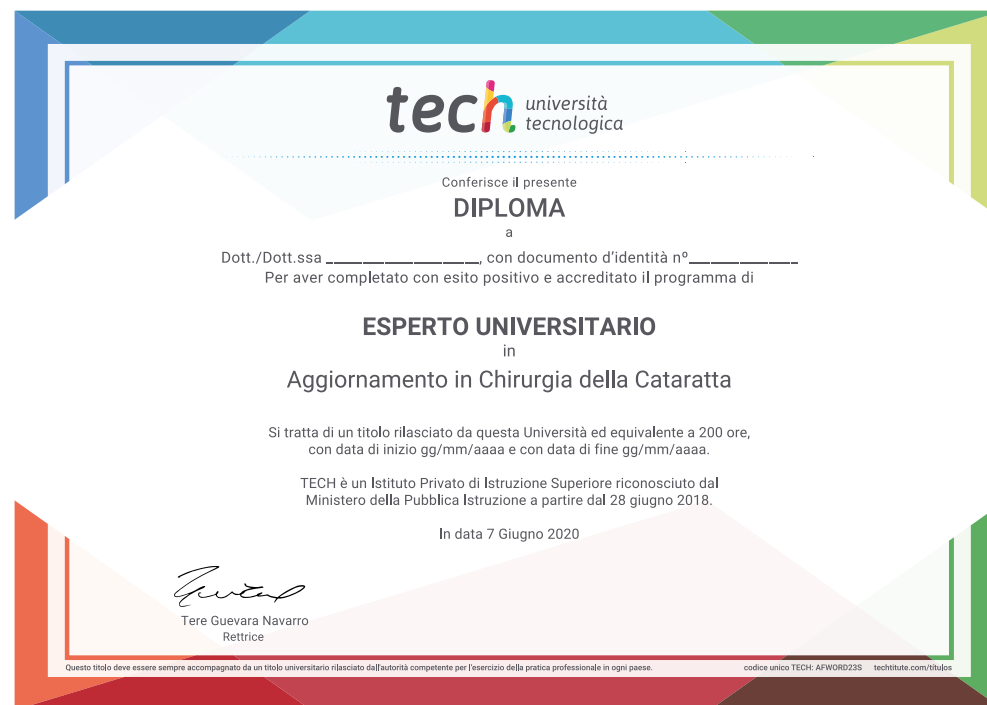 tech università
tecnologica
Conferisce il presente
DIPLOMA
a
Dott./Dott.ssa ____________________, con documento d'identità nº______________
Per aver completato con esito positivo e accreditato il programma di
ESPERTO UNIVERSITARIO
in
Aggiornamento in Chirurgia della Cataratta
Si tratta di un titolo rilasciato da questa Università ed equivalente a 200 ore,
con data di inizio gg/mm/aaaa e con data di fine gg/mm/aaaa.
TECH è un Istituto Privato di Istruzione Superiore riconosciuto dal
Ministero della Pubblica Istruzione a partire dal 28 giugno 2018.
In data 7 Giugno 2020
Tere Guevara Navarro
Rettrice
Questo titolo deve essere sempre accompagnato da un titolo universitario rilasciato dall'autorità competente per l'esercizio della pratica professionale in ogni paese.
codice unico TECH: AFWORD23S techtitute.com/títulos